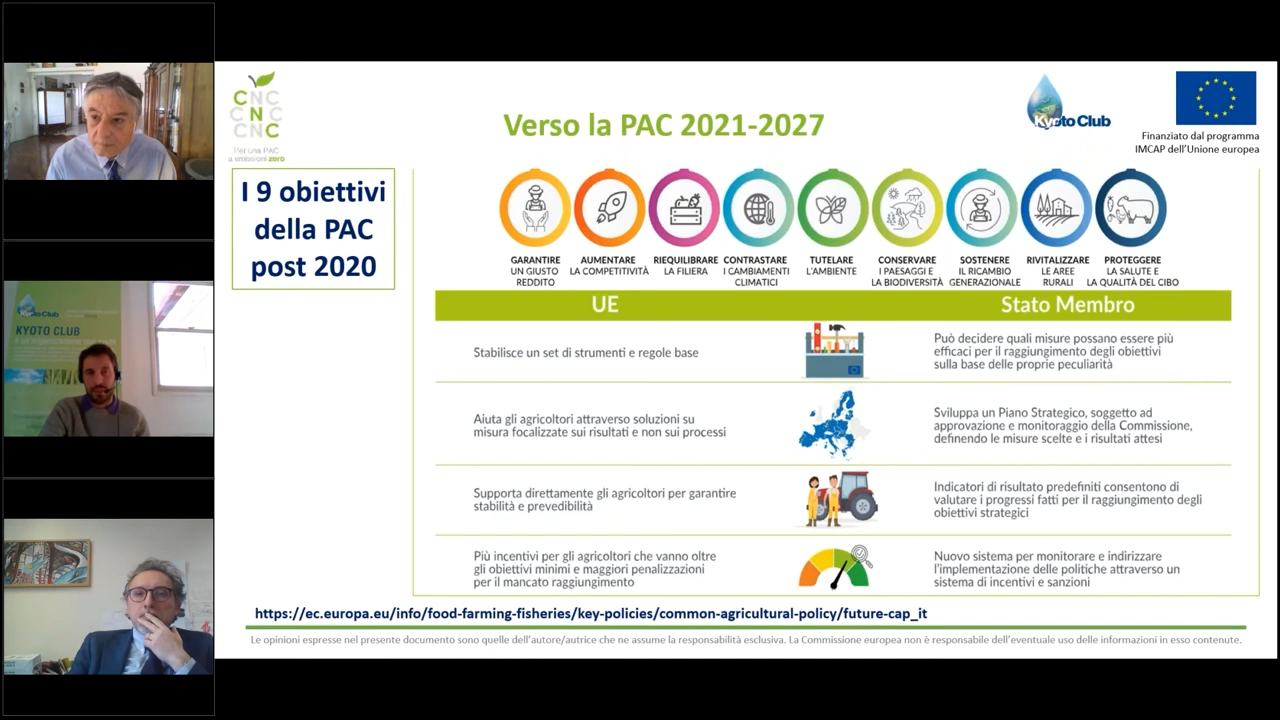 CNC
CNC
CNC
Per una PAC
a emissioni zero
Verso la PAC 2021-2027
Kyoto Club
Finanziato dal programma
IMCAP dell'Unione europea
I 9 obiettivi
della PAC
post 2020
GARANTIRE
UN GIUSTO
REDDITO
AUMENTARE
LA COMPETITIVITÀ
RIEQUILIBRARE
LA FILIERA
CONTRASTARE
I CAMBIAMENTI
CLIMATICI
TUTELARE
L'AMBIENTE
CONSERVARE
I PAESAGGI E
LA BIODIVERSITÀ
SOSTENERE
IL RICAMBIO
GENERAZIONALE
RIVITALIZZARE
LE AREE
RURALI
PROTEGGERE
LA SALUTE E
LA QUALITÀ DEL CIBO
UE
Stato Membro
Stabilisce un set di strumenti e regole base
Può decidere quali misure possano essere più
efficaci per il raggiungimento degli obiettivi
sulla base delle proprie peculiarità
Aiuta gli agricoltori attraverso soluzioni su
misura focalizzate sui risultati e non sui processi
Sviluppa un Piano Strategico, soggetto ad
approvazione e monitoraggio della Commissione,
definendo le misure scelte e i risultati attesi
Supporta direttamente gli agricoltori per garantire
stabilità e prevedibilità
Indicatori di risultato predefiniti consentono di
valutare i progressi fatti per il raggiungimento degli
obiettivi strategici
Più incentivi per gli agricoltori che vanno oltre
gli obiettivi minimi e maggiori penalizzazioni
per il mancato raggiungimento
Nuovo sistema per monitorare e indirizzare
l'implementazione delle politiche attraverso un
sistema di incentivi e sanzioni
https://ec.europa.eu/info/food-farming-fisheries/key-policies/common-agricultural-policy/future-cap_it
Le opinioni espresse nel presente documento sono quelle dell'autore/autrice che ne assume la responsabilità esclusiva. La Commissione europea non è responsabile dell'eventuale uso delle informazioni in esso contenute.
Kyoto Club
KYOTO CLUB